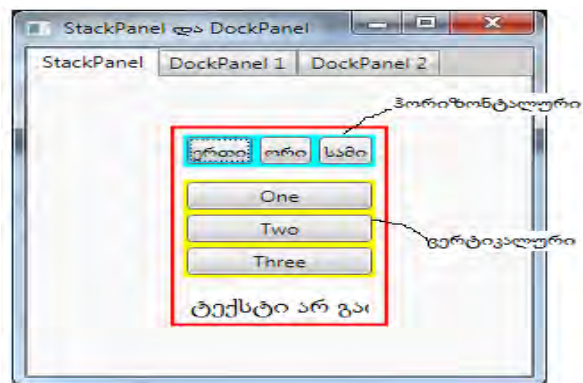 StackPanel და DockPanel
StackPanel DockPanel 1 DockPanel 2
ჰორიზონტალური
ერთი ორი სამი
One
Two
ვერტიკალური
Three
ტექსტი არ გა